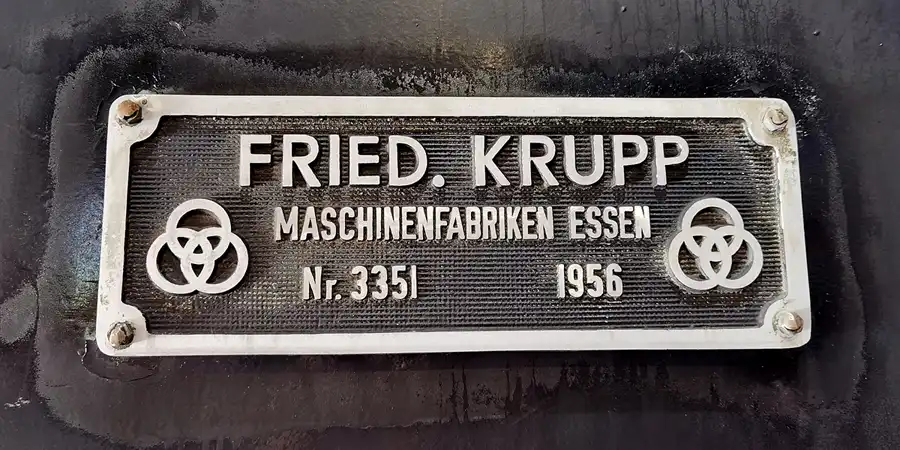 FRIED. KRUPP
MASCHINENFABRIKEN ESSEN
Nr. 3351 1956